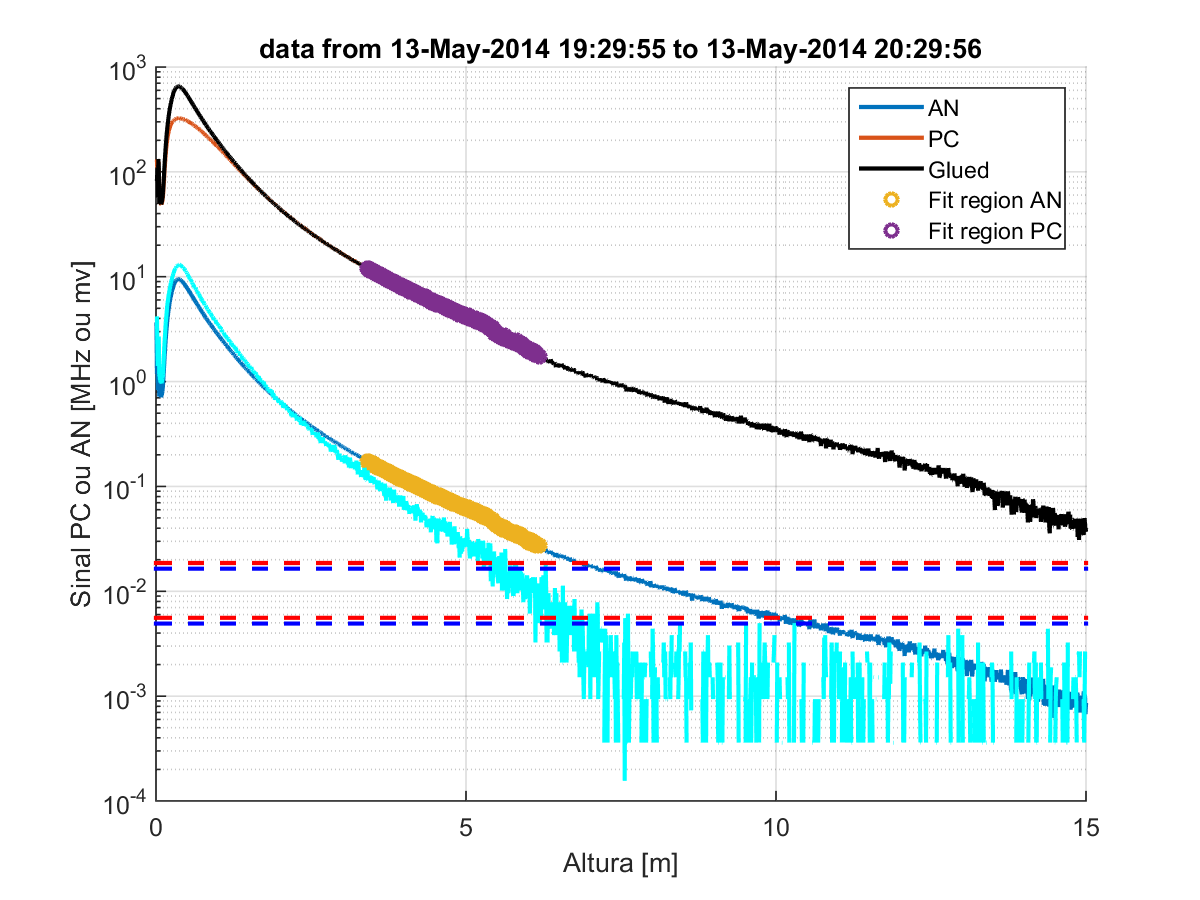 data from 13-May-2014 19:29:55 to 13-May-2014 20:29:56
10^3
10^2
10^1
10^0
10^-1
10^-2
10^-3
10^-4
Sinal PC ou AN [MHz ou mv]
AN
PC
Glued
Fit region AN
Fit region PC
0
5
10
15
Altura [m]